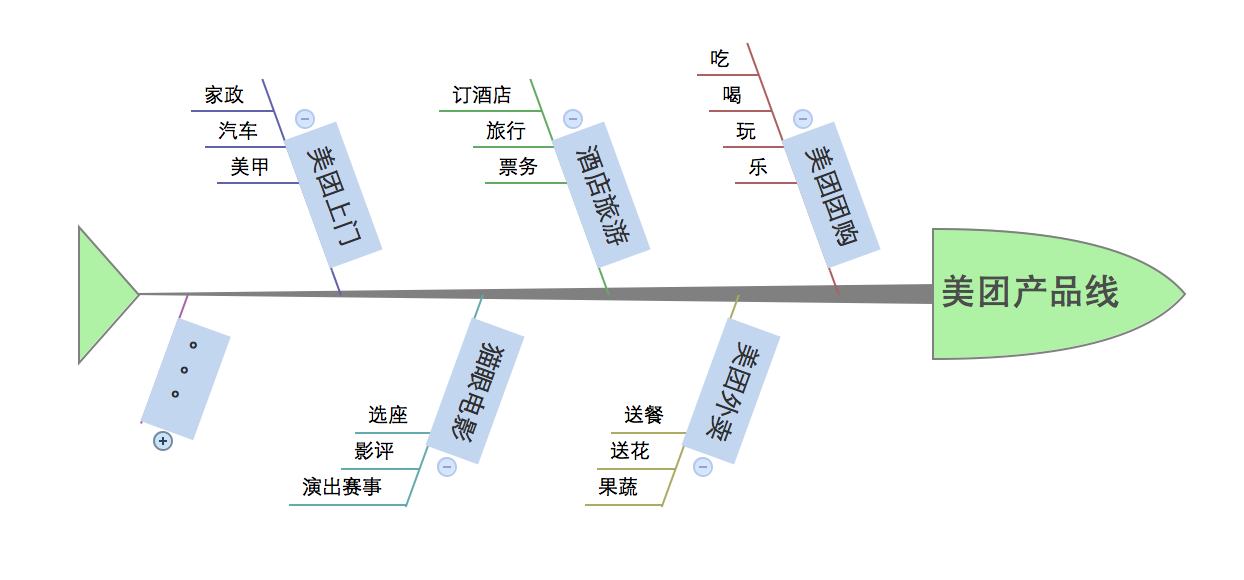 吃
喝
玩
乐
美团团购
订酒店
旅行
票务
酒店旅游
家政
汽车
美甲
美团上门
美团产品线
送餐
送花
果蔬
美团外卖
选座
影评
演出赛事
猫眼电影
。。。